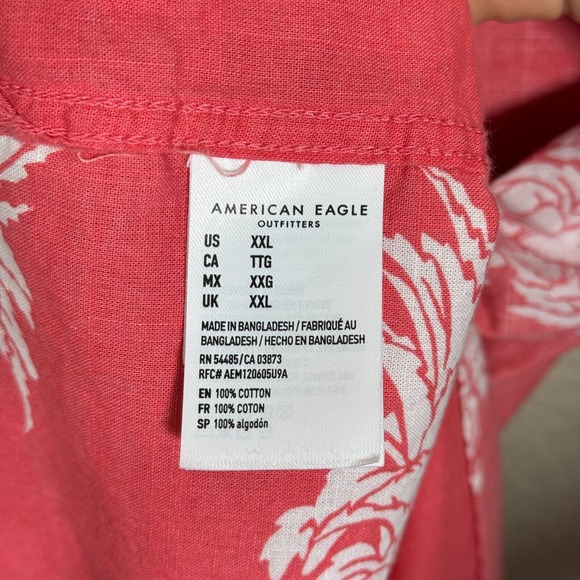 AMERICAN EAGLE
OUTFITTERS
US XXL
CA TTG
MX XXG
UK XXL
MADE IN BANGLADESH / FABRIQUÉ AU
BANGLADESH / HECHO EN BANGLADESH
RN 54485/CA 03873
RFC# AEM120605U9A
EN 100% COTTON
FR 100% COTON
SP 100% algodón